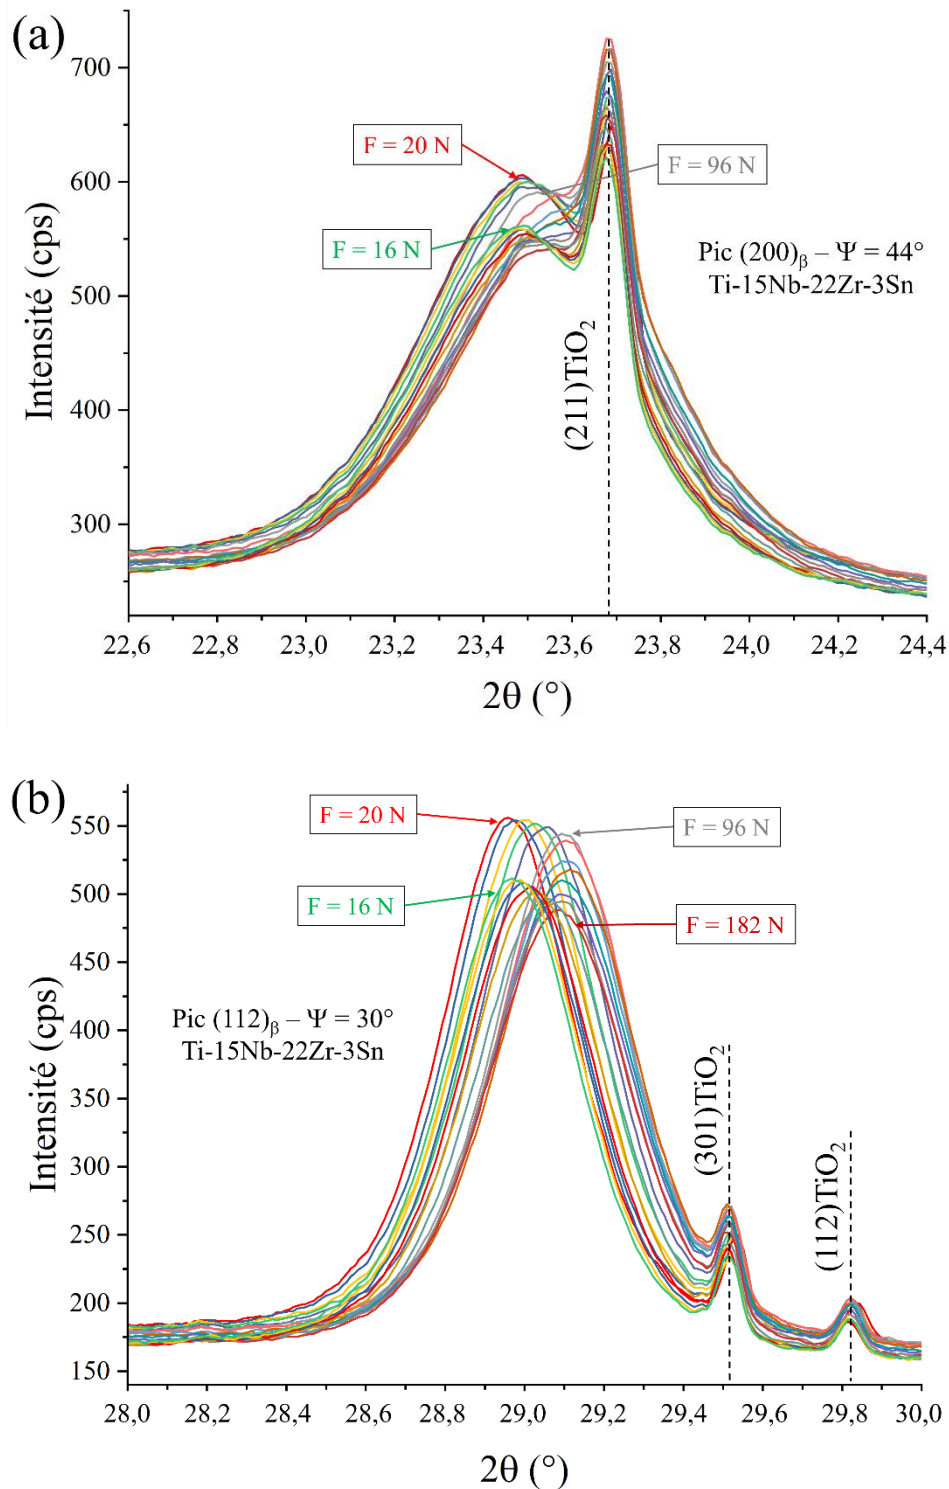 (a)
700
600
500
400
300
Intensité (cps)
F = 20 N
F = 96 N
F = 16 N
Pic (200)β – Ψ = 44°
Ti-15Nb-22Zr-3Sn
(211)TiO2
22,6 22,8 23,0 23,2 23,4 23,6 23,8 24,0 24,2 24,4
2θ (°)
(b)
550
500
450
400
350
300
250
200
150
Intensité (cps)
F = 20 N
F = 96 N
F = 16 N
F = 182 N
Pic (112)β – Ψ = 30°
Ti-15Nb-22Zr-3Sn
(301)TiO2
(112)TiO2
28,0 28,2 28,4 28,6 28,8 29,0 29,2 29,4 29,6 29,8 30,0
2θ (°)